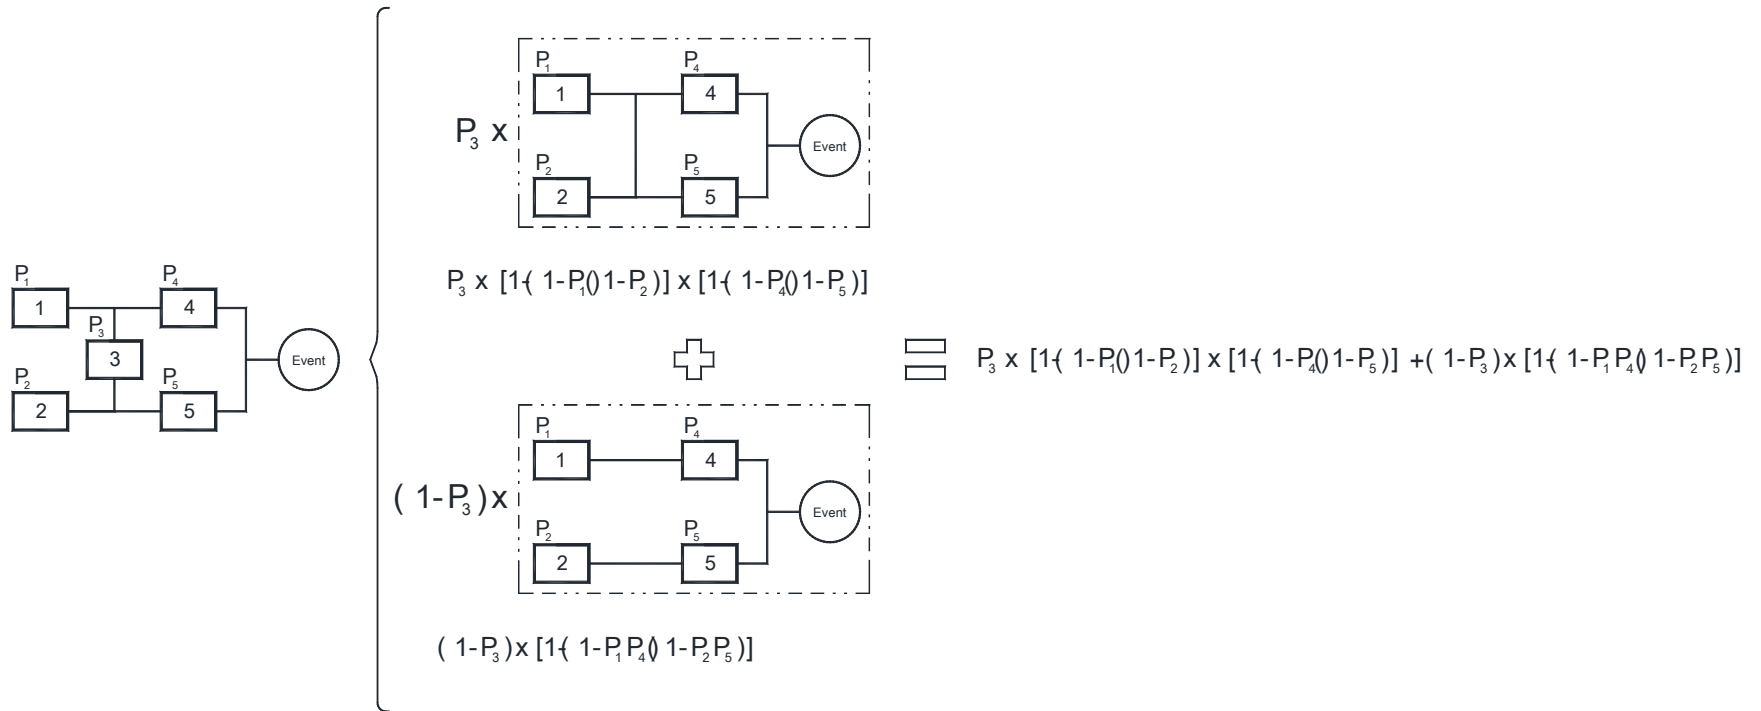 P1
1
P4
4
P3
3
Event
P2
2
P5
5
P3 x
P1
1
P4
4
Event
P2
2
P5
5
P3 x [1-( 1-P1()1-P2 )] x [1-( 1-P4()1-P5 )]
( 1-P3 )x
P1
1
P4
4
Event
P2
2
P5
5
( 1-P3 )x [1-( 1-P1P4)( 1-P2P5 )]
P3 x [1-( 1-P1()1-P2 )] x [1-( 1-P4()1-P5 )] +( 1-P3 )x [1-( 1-P1P4)( 1-P2P5 )]